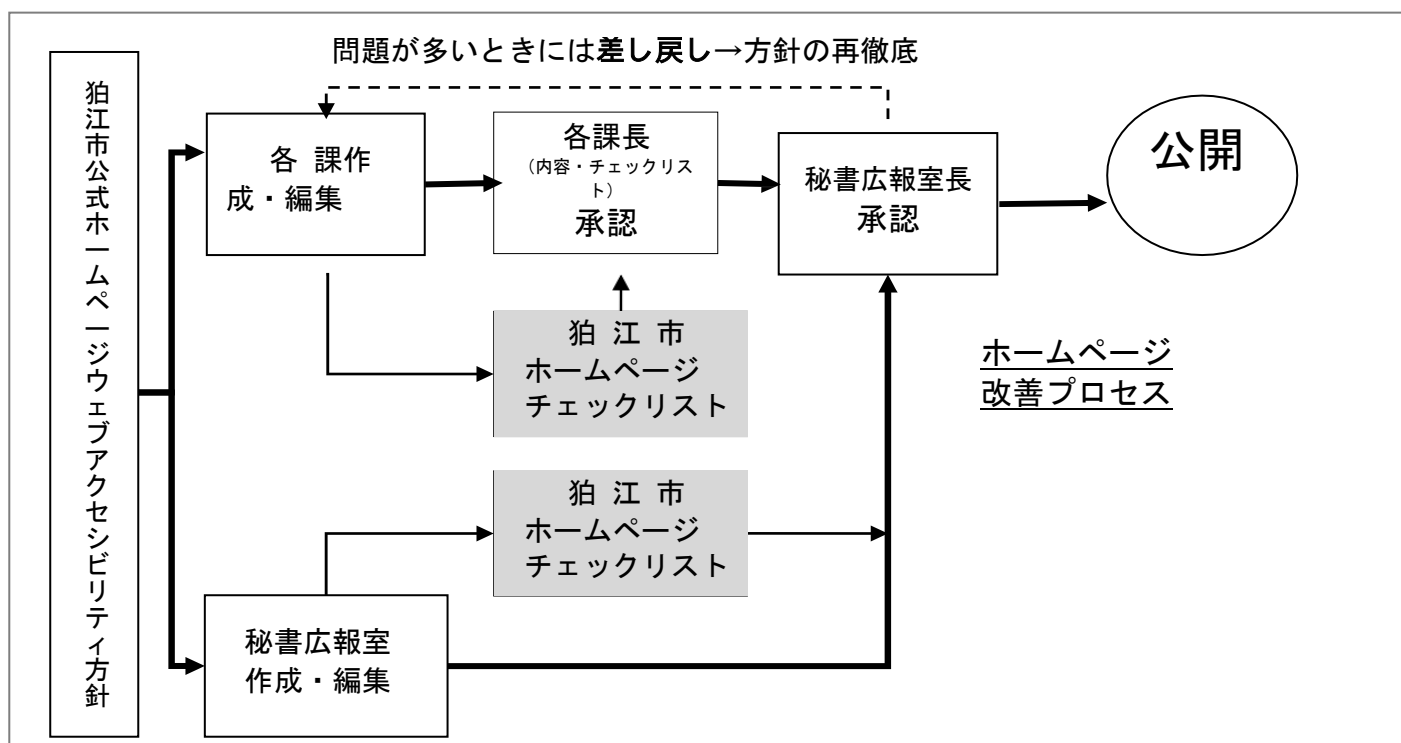 問題が多いときには差し戻し→方針の再徹底
狛江市公式ホームページウェブアクセシビリティ方針
各 課作
成・編集
各課長
（内容・チェックリス
ト）
承認
秘書広報室長
承認
公開
狛 江 市
ホームページ
チェックリスト
ホームページ
改善プロセス
狛 江 市
ホームページ
チェックリスト
秘書広報室
作成・編集